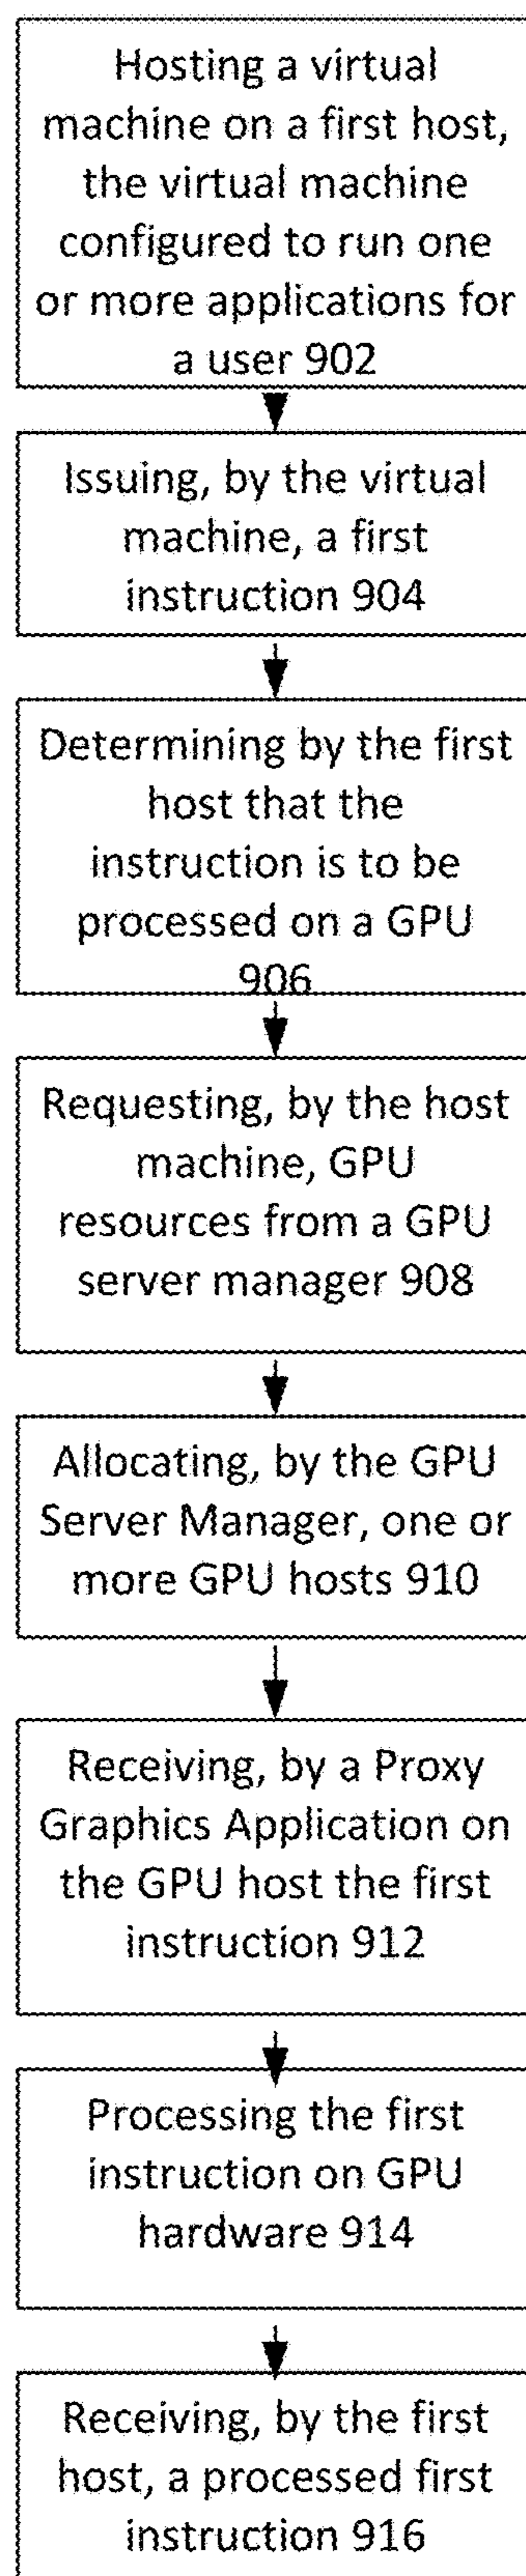 Hosting a virtual
machine on a first host,
the virtual machine
configured to run one
or more applications for
a user 902
Issuing, by the virtual
machine, a first
instruction 904
Determining by the first
host that the
instruction is to be
processed on a GPU
906
Requesting, by the host
machine, GPU
resources from a GPU
server manager 908
Allocating, by the GPU
Server Manager, one or
more GPU hosts 910
Receiving, by a Proxy
Graphics Application on
the GPU host the first
instruction 912
Processing the first
instruction on GPU
hardware 914
Receiving, by the first
host, a processed first
instruction 916